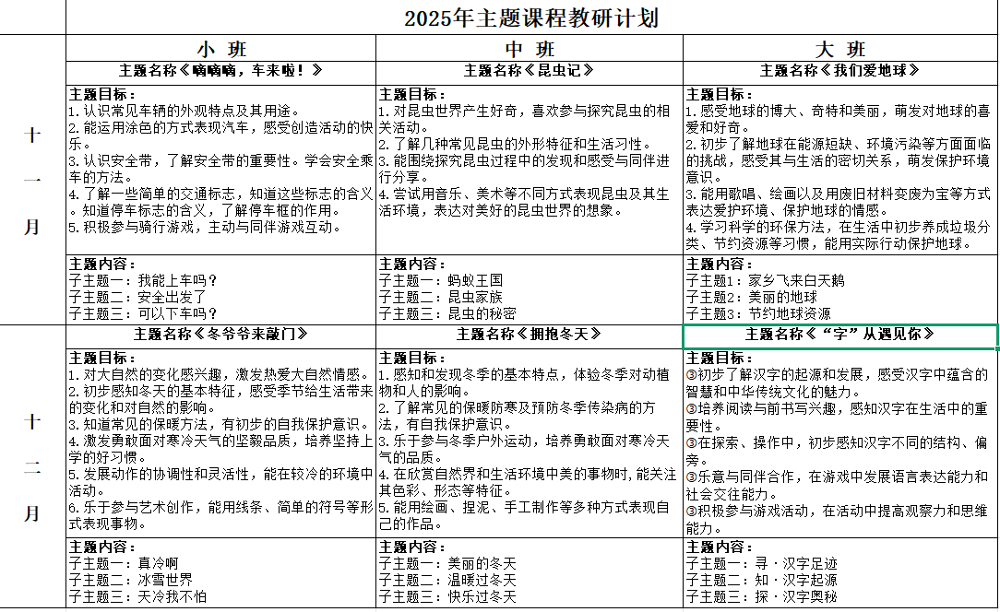 2025年主题课程教研计划
小 班
中 班
大 班
十一月
主题名称《嘀嘀嘀，车来啦！》
主题名称《昆虫记》
主题名称《我们爱地球》
主题目标：
1.认识常见车辆的外观特点及其用途。
2.能运用涂色的方式表现汽车，感受创造活动的快
乐。
3.认识安全带，了解安全带的重要性。学会安全乘
车的方法。
4.了解一些简单的交通标志，知道这些标志的含义
。知道停车标志的含义，了解停车框的作用。
5.积极参与骑行游戏，主动与同伴游戏互动。
主题目标：
1.对昆虫世界产生好奇，喜欢参与探究昆虫的相
关活动。
2.了解几种常见昆虫的外形特征和生活习性。
3.能围绕探究昆虫过程中的发现和感受与同伴进
行分享。
4.尝试用音乐、美术等不同方式表现昆虫及其生
活环境，表达对美好的昆虫世界的想象。
主题目标：
1.感受地球的博大、奇特和美丽，萌发对地球的喜
爱和好奇。
2.初步了解地球在能源短缺、环境污染等方面面临
的挑战，感受其与生活的密切关系，萌发保护环境
意识。
3.能用歌唱、绘画以及用废旧材料变废为宝等方式
表达爱护环境、保护地球的情感。
4.学习科学的环保方法，在生活中初步养成垃圾分
类、节约资源等习惯，能用实际行动保护地球。
主题内容：
子主题一：我能上车吗？
子主题二：安全出发了
子主题三：可以下车吗？
主题内容：
子主题一：蚂蚁王国
子主题二：昆虫家族
子主题三：昆虫的秘密
主题内容：
子主题1：家乡飞来白天鹅
子主题2：美丽的地球
子主题3：节约地球资源
十二月
主题名称《冬爷爷来敲门》
主题名称《拥抱冬天》
主题名称《“字”从遇见你》
主题目标：
1.对大自然的变化感兴趣，激发热爱大自然情感。
2.初步感知冬天的基本特征，感受季节给生活带来
的变化和对自然的影响。
3.知道常见的保暖方法，有初步的自我保护意识。
4.激发勇敢面对寒冷天气的坚毅品质，培养坚持上
学的好习惯。
5.发展动作的协调性和灵活性，能在较冷的环境中
活动。
6.乐于参与艺术创作，能用线条、简单的符号等形
式表现事物。
主题目标：
1.感知和发现冬季的基本特点，体验冬季对动植
物和人的影响。
2.了解常见的保暖防寒及预防冬季传染病的方
法，有自我保护意识。
3.乐于参与冬季户外运动，培养勇敢面对寒冷天
气的品质。
4.在欣赏自然界和生活环境中美的事物时,能关注
其色彩、形态等特征。
5.能用绘画、捏泥、手工制作等多种方式表现自
己的作品。
主题目标：
③初步了解汉字的起源和发展，感受汉字中蕴含的
智慧和中华传统文化的魅力。
③培养阅读与前书写兴趣，感知汉字在生活中的重
要性。
③在探索、操作中，初步感知汉字不同的结构、偏
旁。
③乐意与同伴合作，在游戏中发展语言表达能力和
社会交往能力。
③积极参与游戏活动，在活动中提高观察力和思维
能力。
主题内容：
子主题一：真冷啊
子主题二：冰雪世界
子主题三：天冷我不怕
主题内容：
子主题一：美丽的冬天
子主题二：温暖过冬天
子主题三：快乐过冬天
主题内容：
子主题一：寻·汉字足迹
子主题二：知·汉字起源
子主题三：探·汉字奥秘